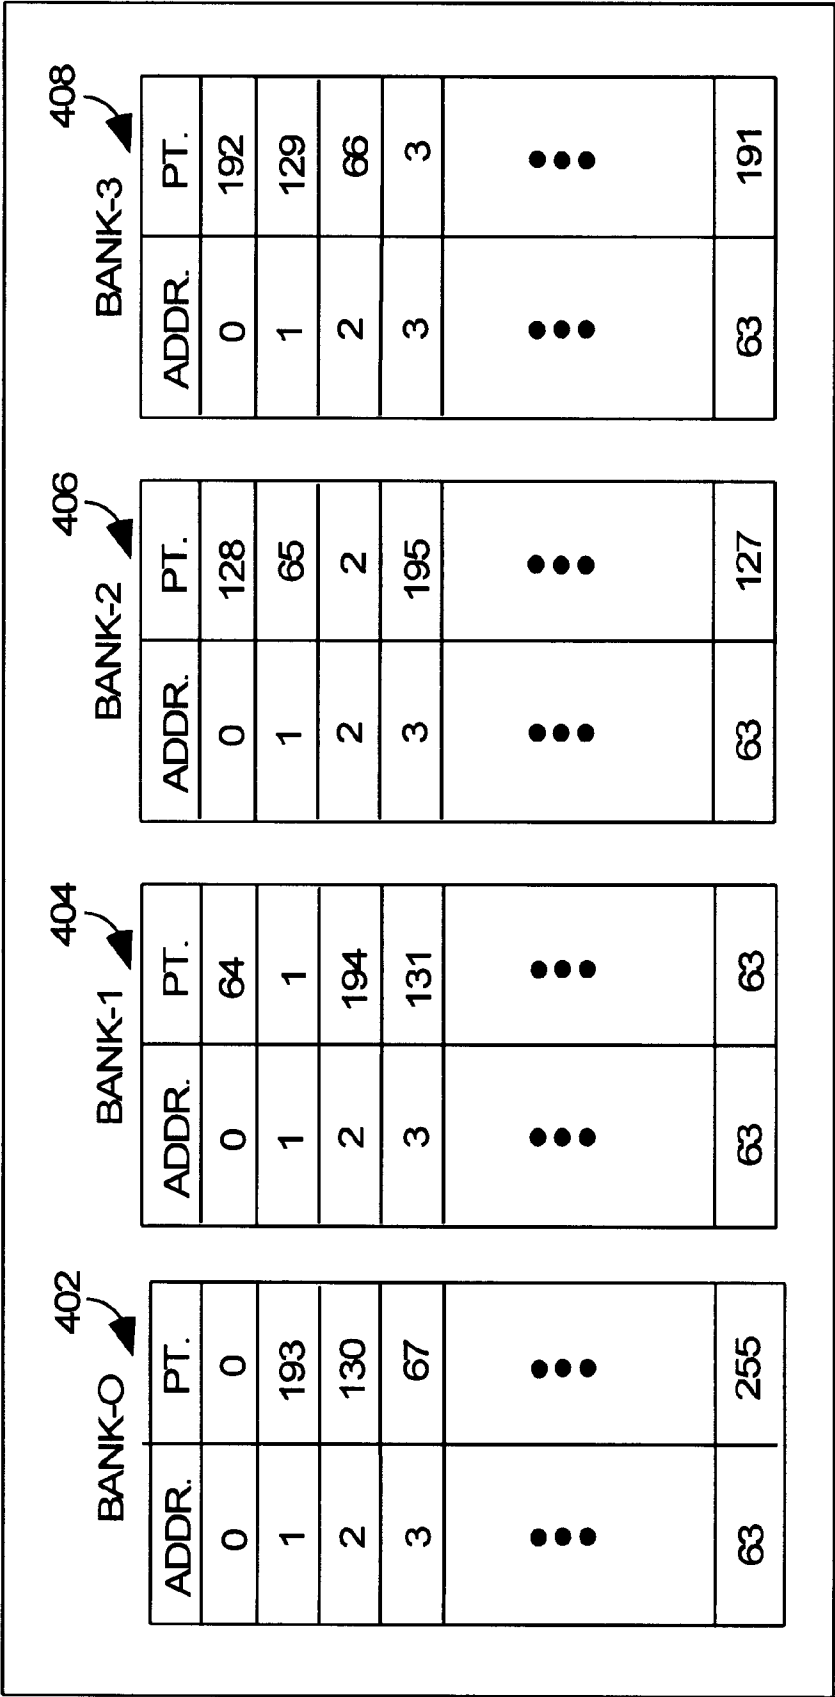 402 404 406 408
BANK-O BANK-1 BANK-2 BANK-3
ADDR. PT. ADDR. PT. ADDR. PT. ADDR. PT.
0 0 0 64 0 128 0 192
1 193 1 1 1 65 1 129
2 130 2 194 2 2 2 66
3 67 3 131 3 195 3 3
63 255 63 63 63 127 63 191